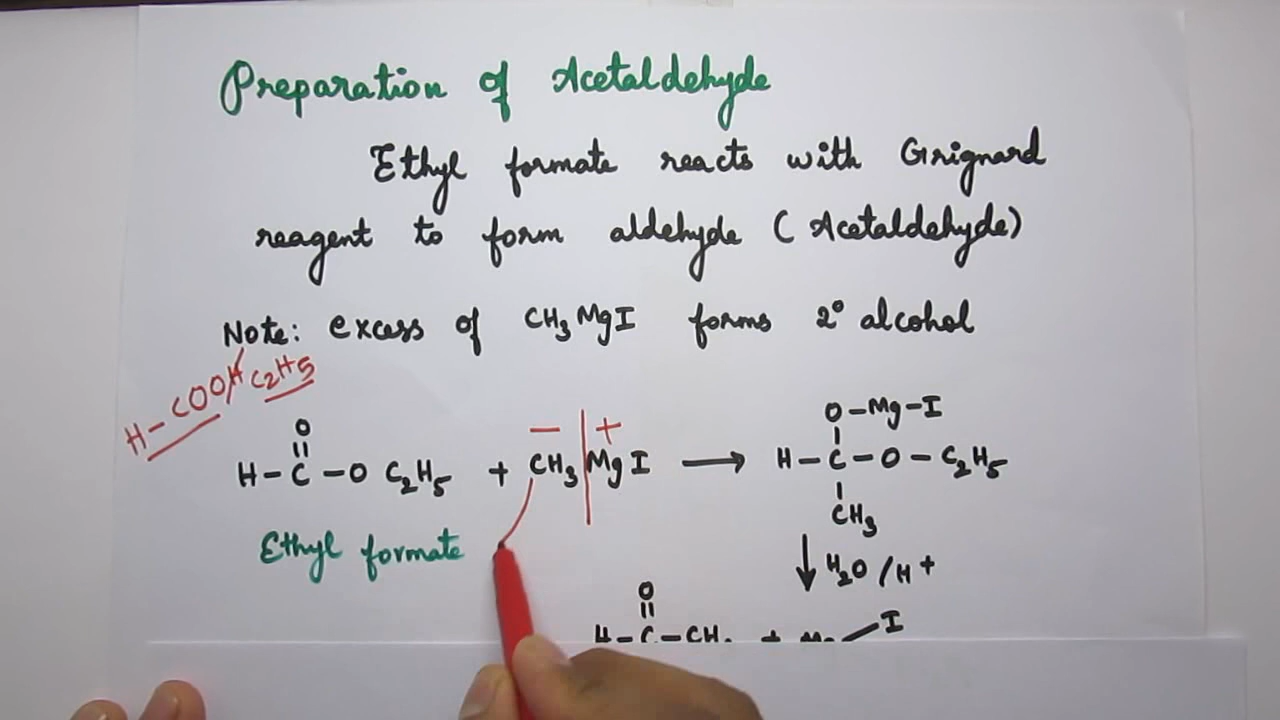 Preparation of Acetaldehyde
Ethyl formate reacts with Grignard
reagent to form aldehyde (Acetaldehyde)
Note: excess of CH3MgI forms 2° alcohol
H-COOH C2H5
O
||
H-C-O C2H5 + CH3 MgI → H-C-O-C2H5
- +
O-Mg-I
CH3
Ethyl formate
↓ H2O/H+
O
||
H-C-CH + I